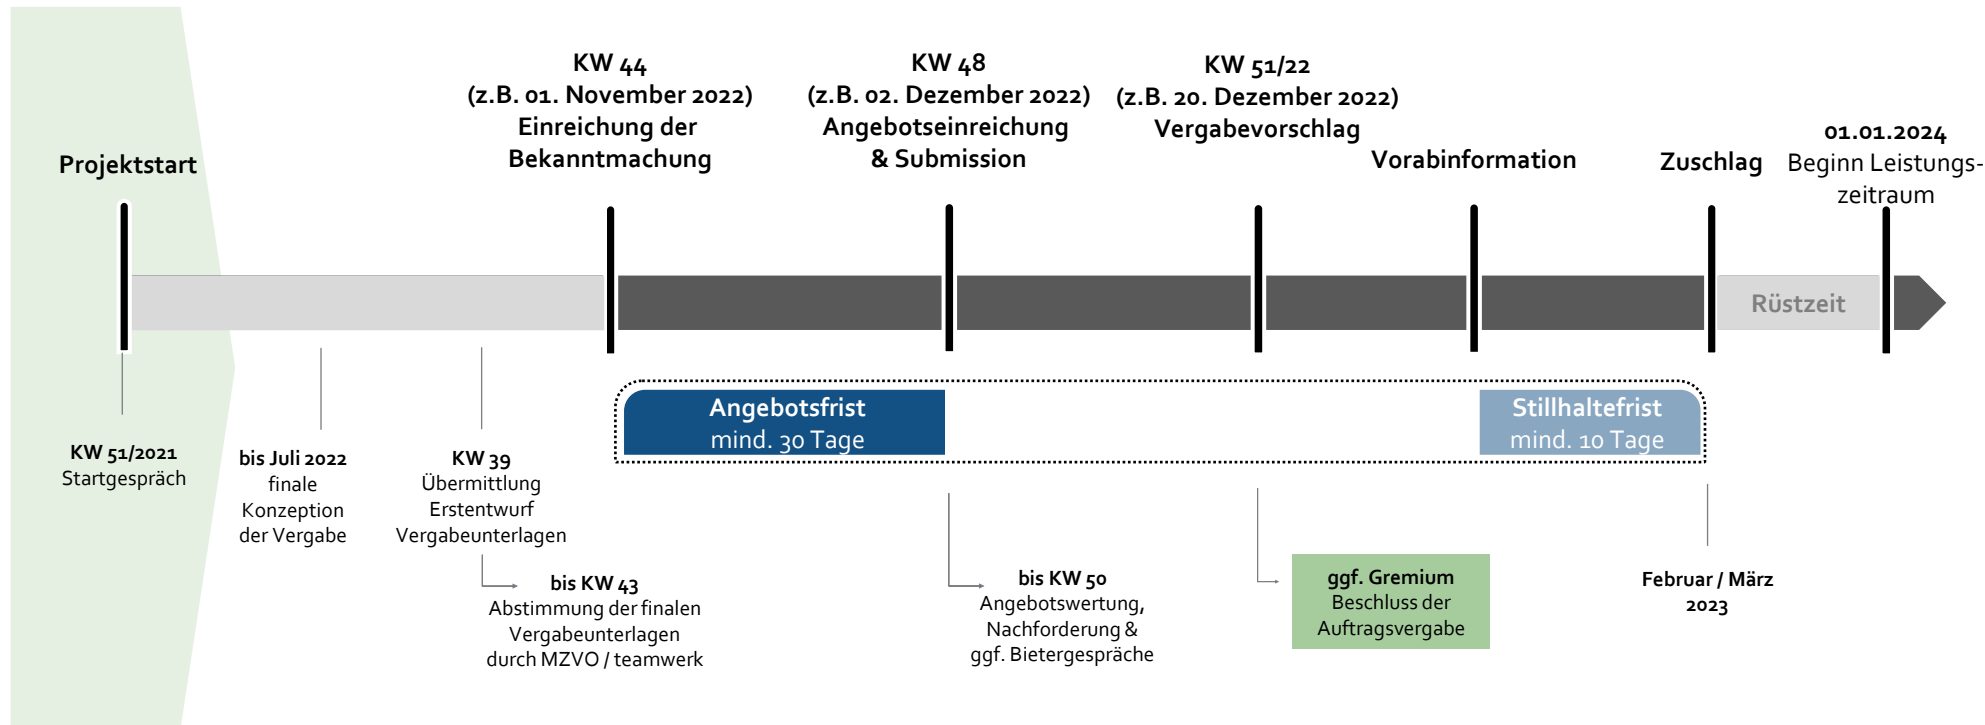 Projektstart
KW 44
(z.B. 01. November 2022)
Einreichung der
Bekanntmachung
KW 48
(z.B. 02. Dezember 2022)
Angebotseinreichung
& Submission
KW 51/22
(z.B. 20. Dezember 2022)
Vergabevorschlag
Vorabinformation
Zuschlag
01.01.2024
Beginn Leistungs-
zeitraum
Rüstzeit
Angebotsfrist
mind. 30 Tage
Stillhaltefrist
mind. 10 Tage
KW 51/2021
Startgespräch
bis Juli 2022
finale
Konzeption
der Vergabe
KW 39
Übermittlung
Erstentwurf
Vergabeunterlagen
bis KW 43
Abstimmung der finalen
Vergabeunterlagen
durch MZVO / teamwerk
bis KW 50
Angebotswertung,
Nachforderung &
ggf. Bietergespräche
ggf. Gremium
Beschluss der
Auftragsvergabe
Februar / März
2023